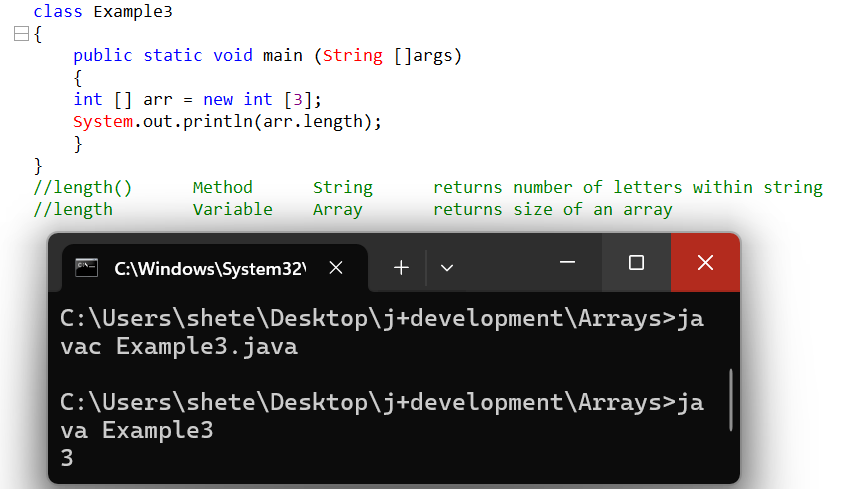 class Example3
{
    public static void main (String []args)
    {
    int [] arr = new int [3];
    System.out.println(arr.length);
    }
}
//length()      Method      String      returns number of letters within string
//length        Variable    Array       returns size of an array
C:\Windows\System32\
C:\Users\shete\Desktop\j+development\Arrays>ja
vac Example3.java
C:\Users\shete\Desktop\j+development\Arrays>ja
va Example3
3